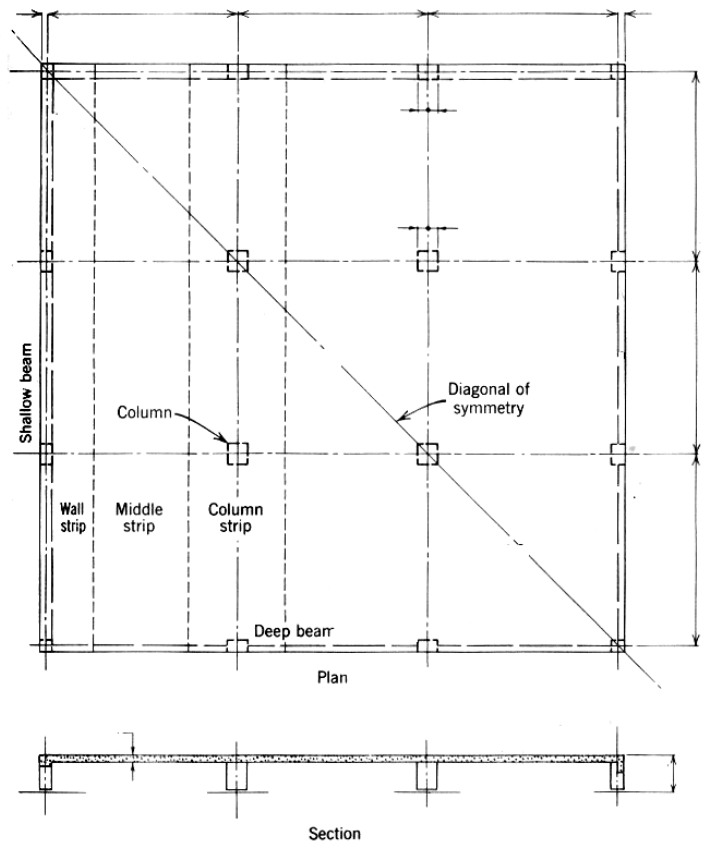 Shallow beam
Column
Diagonal of
symmetry
Wall
strip
Middle
strip
Column
strip
Deep beam
Plan
Section